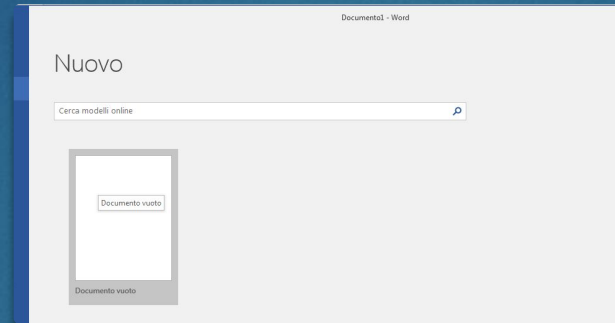 Documento1 - Word
Nuovo
Cerca modelli online
Documento vuoto
Documento vuoto